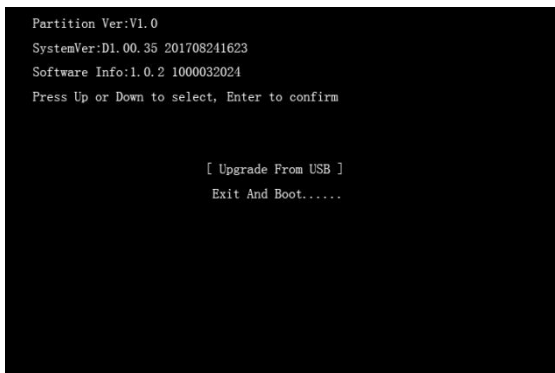 Partition Ver:V1.0
SystemVer:D1.00.35 201708241623
Software Info:1.0.2 1000032024
Press Up or Down to select, Enter to confirm
[ Upgrade From USB ]
Exit And Boot......